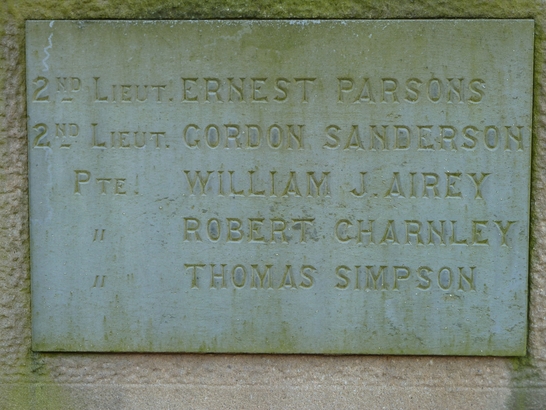 2ND LIEUT. ERNEST PARSONS
2ND LIEUT. GORDON SANDERSON
PTE. WILLIAM J. AIREY
" ROBERT CHARNLEY
" THOMAS SIMPSON